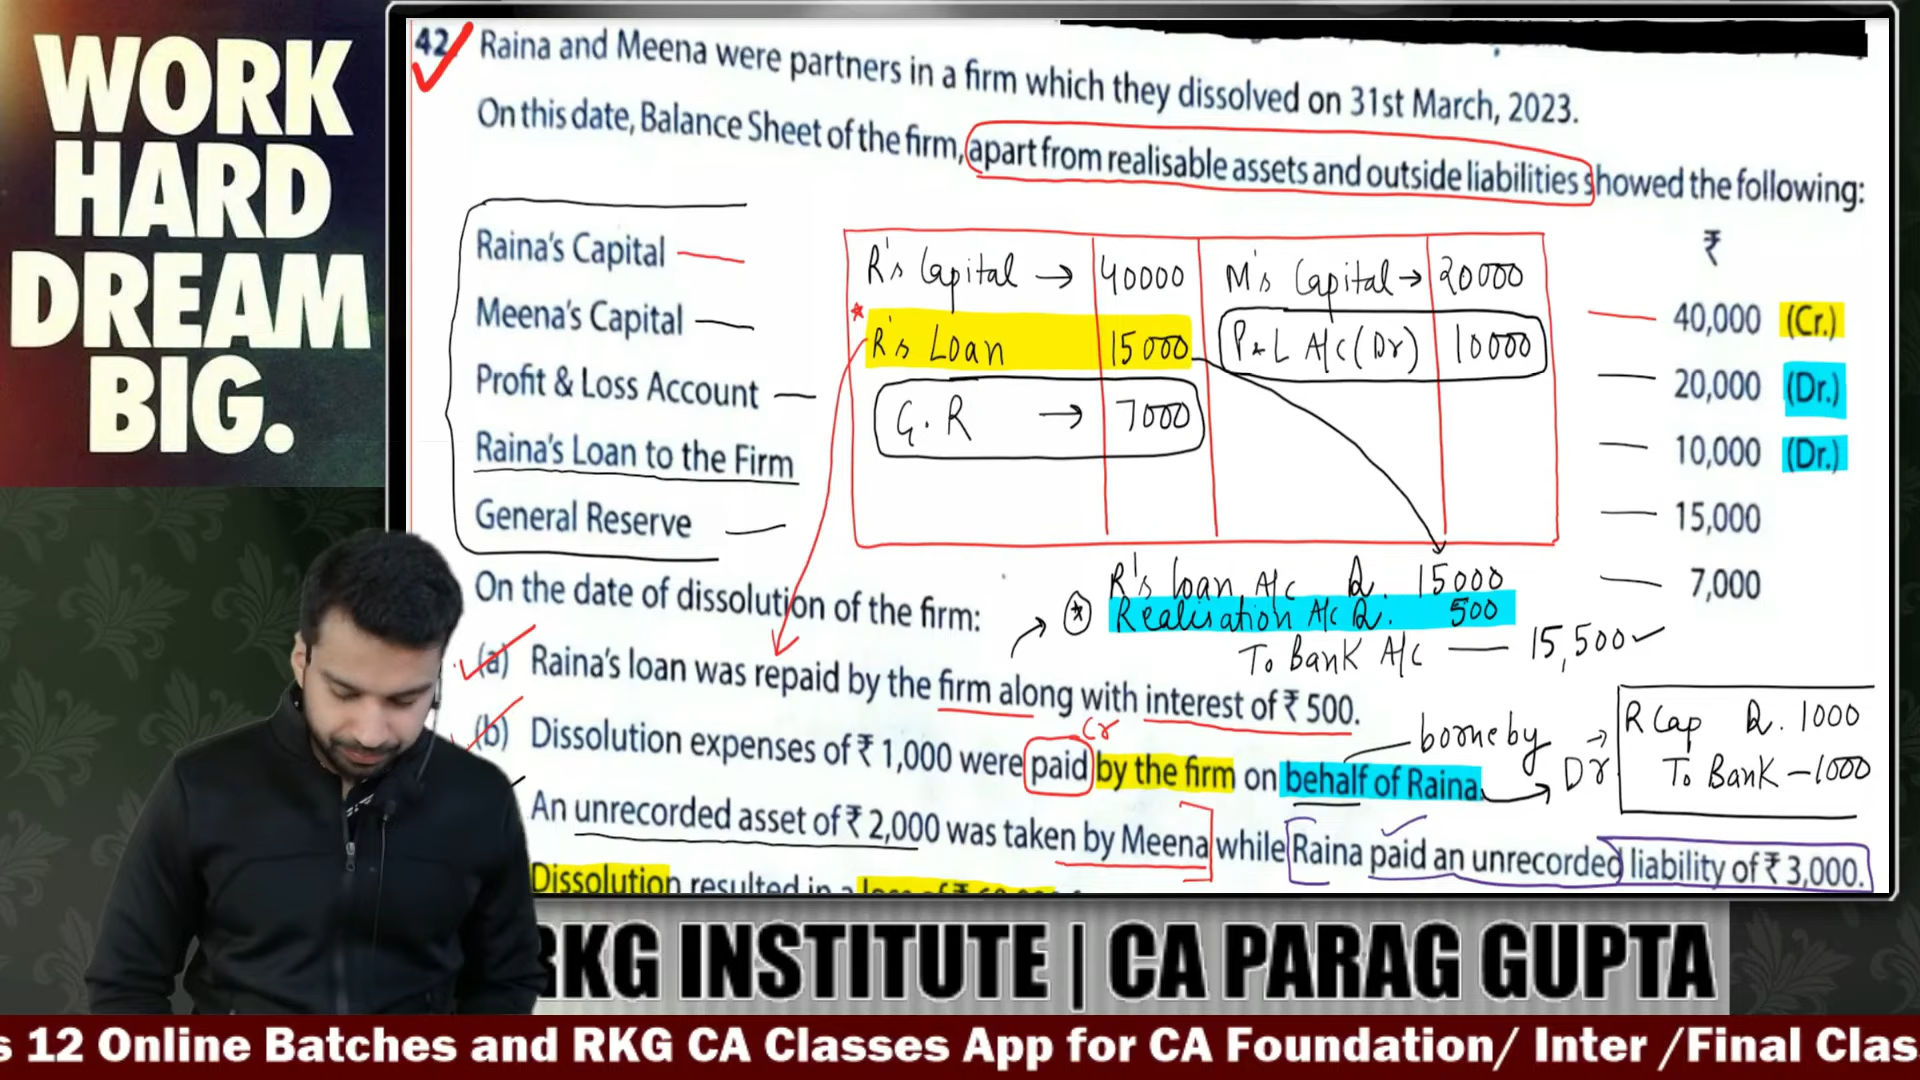 WORK
HARD
DREAM
BIG.
42 Raina and Meena were partners in a firm which they dissolved on 31st March, 2023.
On this date, Balance Sheet of the firm, apart from realisable assets and outside liabilities showed the following:
₹
Raina's Capital 40,000 (Cr.)
Meena's Capital 20,000 (Dr.)
Profit & Loss Account 10,000 (Dr.)
Raina's Loan to the Firm 15,000
General Reserve 7,000
R's Capital → 40000 M's Capital → 20000
R's Loan 15000 P & L A/c (Dr) 10000
G.R → 7000
On the date of dissolution of the firm:
R's loan A/c D. 15000
Realisation A/c D. 500
To Bank A/c — 15,500
(a) Raina's loan was repaid by the firm along with interest of ₹ 500.
Cr
(b) Dissolution expenses of ₹ 1,000 were paid by the firm on behalf of Raina.
borne by
Dr
R Cap D. 1000
To Bank — 1000
An unrecorded asset of ₹ 2,000 was taken by Meena while Raina paid an unrecorded liability of ₹ 3,000.
Dissolution resulted in a loss of ₹
RKG INSTITUTE | CA PARAG GUPTA
s 12 Online Batches and RKG CA Classes App for CA Foundation/ Inter /Final Clas